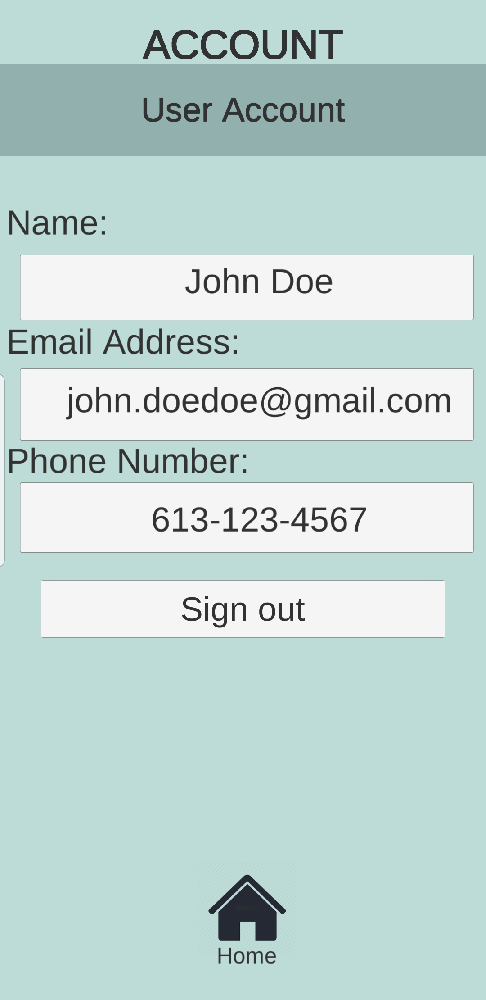 ACCOUNT
User Account
Name:
John Doe
Email Address:
john.doedoe@gmail.com
Phone Number:
613-123-4567
Sign out
Button
Home